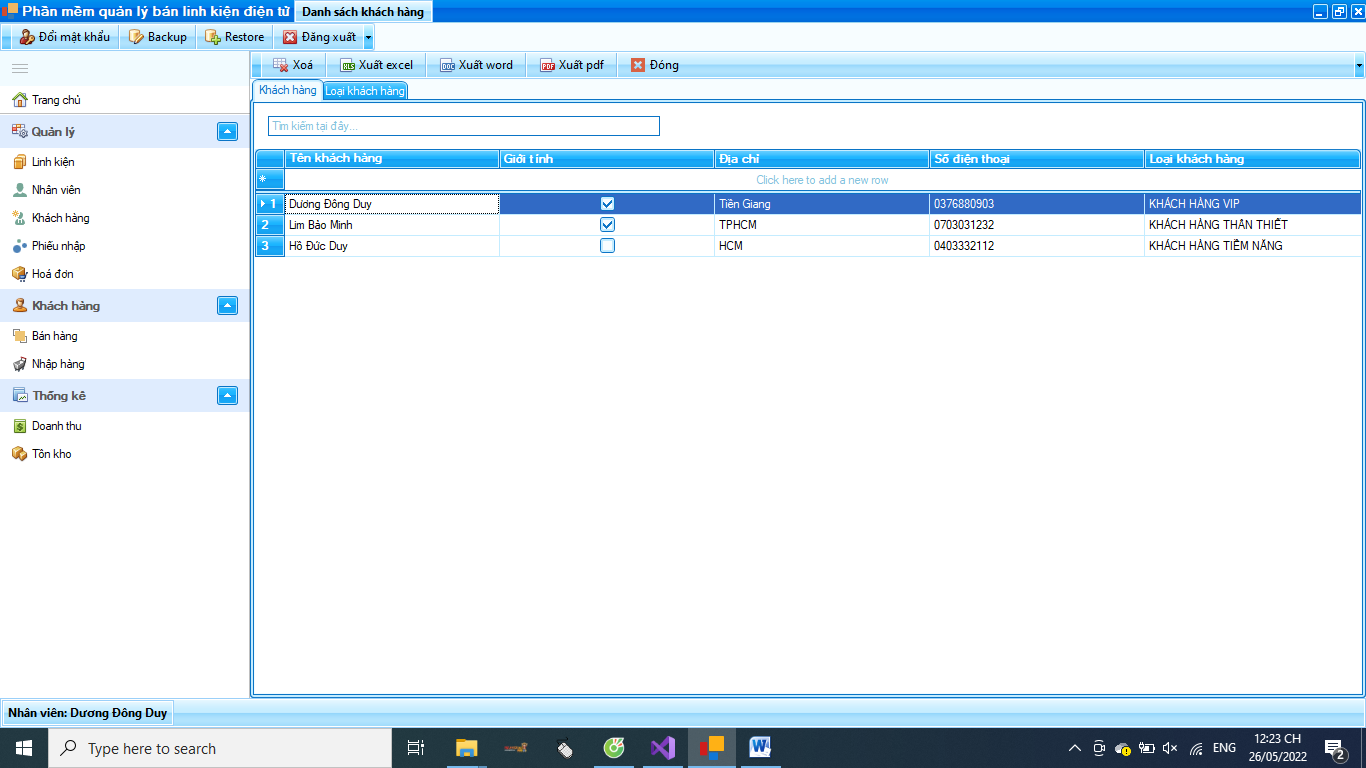 Phần mềm quản lý bán linh kiện điện tử Danh sách khách hàng
Đổi mật khẩu Backup Restore Đăng xuất
Xoá Xuất excel Xuất word Xuất pdf Đóng
Khách hàng Loại khách hàng
Trang chủ
Quản lý
Linh kiện
Nhân viên
Khách hàng
Phiếu nhập
Hoá đơn
Khách hàng
Bán hàng
Nhập hàng
Thống kê
Doanh thu
Tồn kho
Tìm kiếm tại đây...
Tên khách hàng Giới tính Địa chỉ Số điện thoại Loại khách hàng
Click here to add a new row
1 Dương Đông Duy Tiền Giang 0376880903 KHÁCH HÀNG VIP
2 Lim Bảo Minh TPHCM 0703031232 KHÁCH HÀNG THÂN THIẾT
3 Hồ Đức Duy HCM 0403332112 KHÁCH HÀNG TIỀM NĂNG
Nhân viên: Dương Đông Duy
Type here to search
ENG
12:23 CH
26/05/2022
2